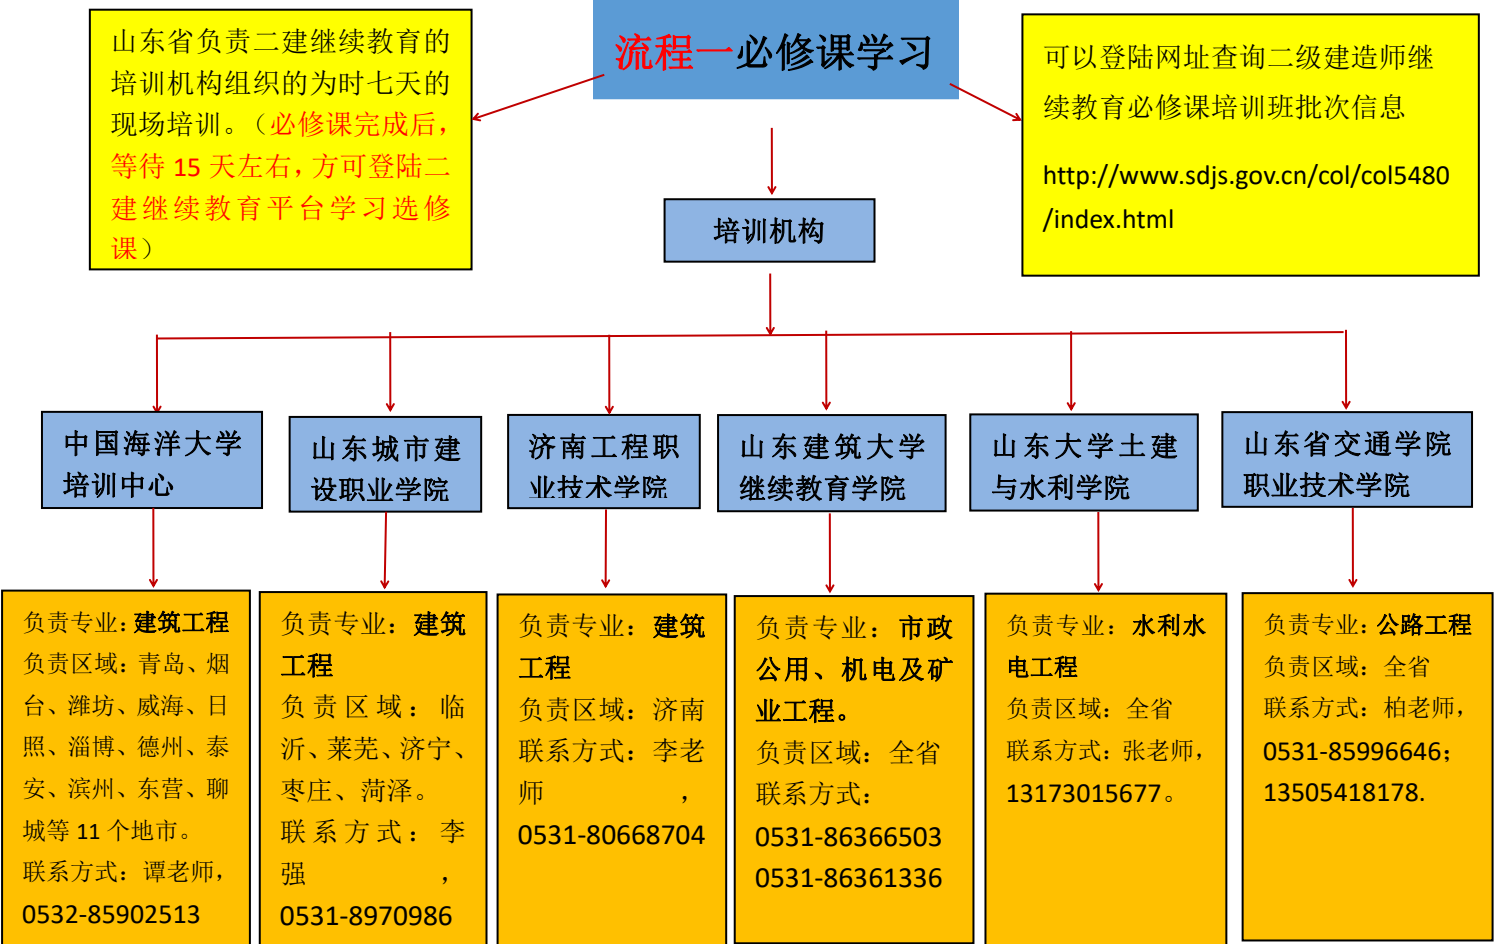 流程一必修课学习
山东省负责二建继续教育的
培训机构组织的为时七天的
现场培训。（必修课完成后，
等待 15 天左右，方可登陆二
建继续教育平台学习选修
课）
可以登陆网址查询二级建造师继
续教育必修课培训班批次信息
http://www.sdjs.gov.cn/col/col5480
/index.html
培训机构
中国海洋大学
培训中心
山东城市建
设职业学院
济南工程职
业技术学院
山东建筑大学
继续教育学院
山东大学土建
与水利学院
山东省交通学院
职业技术学院
负责专业：建筑工程
负责区域：青岛、烟
台、潍坊、威海、日
照、淄博、德州、泰
安、滨州、东营、聊
城等 11 个地市。
联系方式：谭老师，
0532-85902513
负责专业：建筑
工程
负责区域：临
沂、莱芜、济宁、
枣庄、菏泽。
联系方式：李
强，
0531-8970986
负责专业：建筑
工程
负责区域：济南
联系方式：李老
师，
0531-80668704
负责专业：市政
公用、机电及矿
业工程。
负责区域：全省
联系方式：
0531-86366503
0531-86361336
负责专业：水利水
电工程
负责区域：全省
联系方式：张老师，
13173015677。
负责专业：公路工程
负责区域：全省
联系方式：柏老师，
0531-85996646；
13505418178.